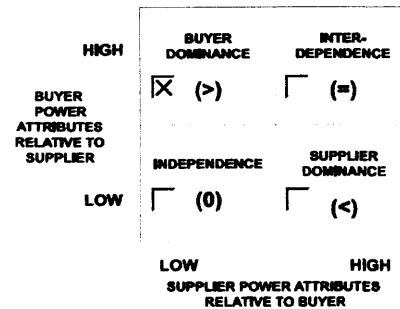 HIGH
BUYER
DOMINANCE
INTER-
DEPENDENCE
(>)
(=)
BUYER
POWER
ATTRIBUTES
RELATIVE TO
SUPPLIER
INDEPENDENCE
SUPPLIER
DOMINANCE
LOW
(0)
(<)
LOW
HIGH
SUPPLIER POWER ATTRIBUTES
RELATIVE TO BUYER